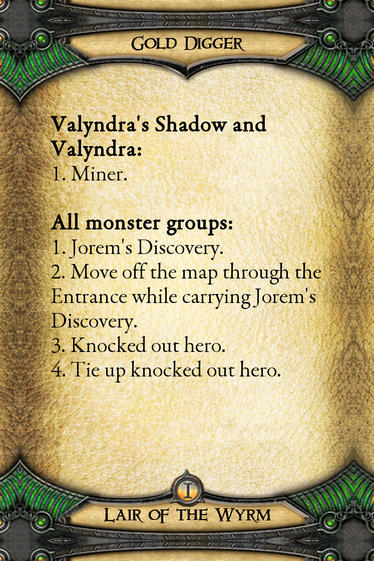 Gold Digger
Valyndra's Shadow and
Valyndra:
1. Miner.
All monster groups:
1. Jorem's Discovery.
2. Move off the map through the
Entrance while carrying Jorem's
Discovery.
3. Knocked out hero.
4. Tie up knocked out hero.
I
Lair of the Wyrm